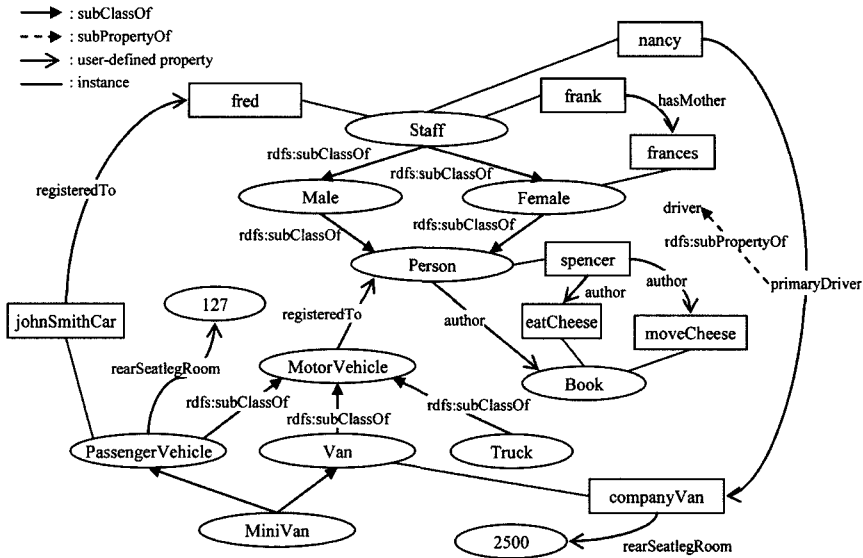 : subClassOf
: subPropertyOf
: user-defined property
: instance
nancy
fred
frank
hasMother
Staff
frances
rdfs:subClassOf
rdfs:subClassOf
registeredTo
Male
Female
driver
rdfs:subClassOf
rdfs:subClassOf
rdfs:subPropertyOf
Person
spencer
primaryDriver
127
author
author
johnSmithCar
registeredTo
author
eatCheese
moveCheese
rearSeatlegRoom
MotorVehicle
Book
rdfs:subClassOf
rdfs:subClassOf
rdfs:subClassOf
PassengerVehicle
Van
Truck
companyVan
MiniVan
2500
rearSeatlegRoom